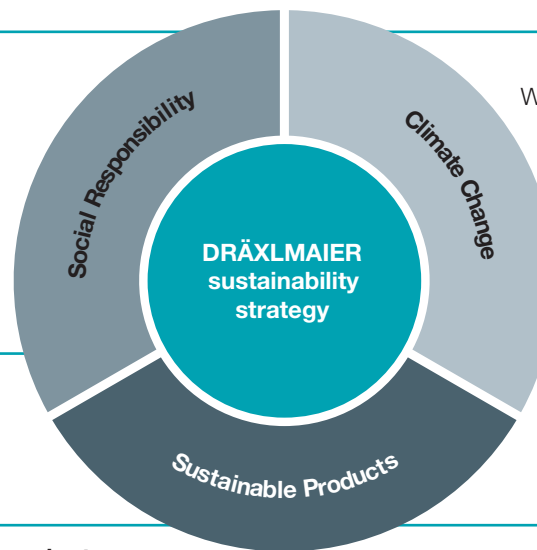 Social Responsibility
Climate Change
DRÄXLMAIER
sustainability
strategy
Sustainable Products